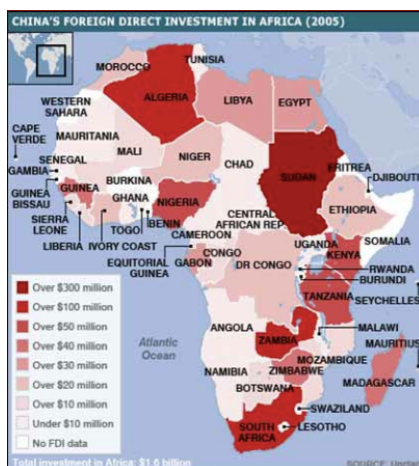 CHINA'S FOREIGN DIRECT INVESTMENT IN AFRICA (2005)
TUNISIA
MOROCCO
ALGERIA
LIBYA
EGYPT
WESTERN
SAHARA
CAPE
VERDE
MAURITANIA
MALI
NIGER
CHAD
SUDAN
ERITREA
DJIBOUTI
SENEGAL
GAMBIA
GUINEA
BISSAU
GUINEA
BURKINA
GHANA
NIGERIA
ETHIOPIA
SIERRA
LEONE
LIBERIA
IVORY COAST
TOGO
BENIN
CENTRAL
AFRICAN REP.
CAMEROON
EQUITORIAL
GUINEA
GABON
CONGO
DR CONGO
UGANDA
KENYA
SOMALIA
RWANDA
BURUNDI
TANZANIA
SEYCHELLES
Over $300 million
Over $100 million
Over $50 million
Over $40 million
Over $30 million
Over $20 million
Over $10 million
Under $10 million
No FDI data
Atlantic
Ocean
ANGOLA
ZAMBIA
MALAWI
MOZAMBIQUE
ZIMBABWE
MAURITIUS
MADAGASCAR
NAMIBIA
BOTSWANA
SWAZILAND
SOUTH
AFRICA
LESOTHO
Total investment in Africa: $1.6 billion
SOURCE: